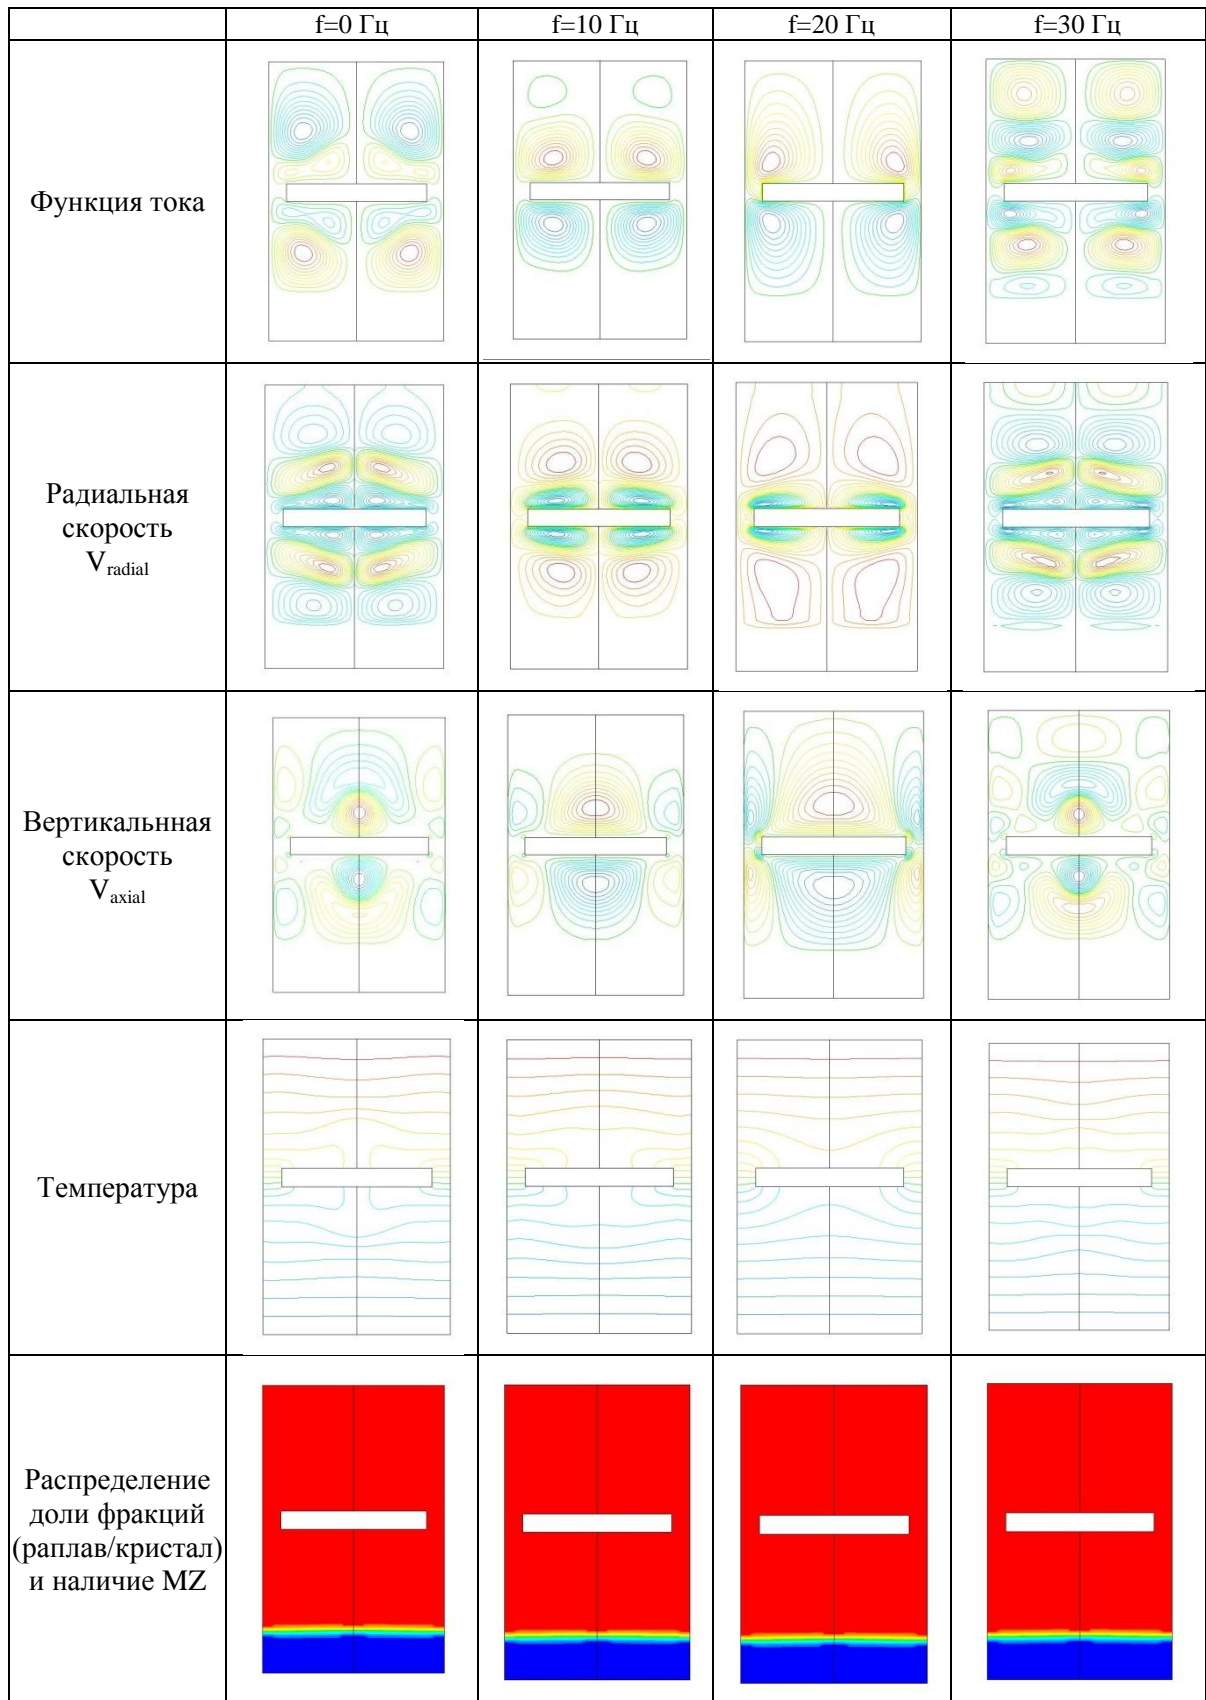 f=0 Гц
f=10 Гц
f=20 Гц
f=30 Гц
Функция тока
Радиальная
скорость
Vradial
Вертикальнная
скорость
Vaxial
Температура
Распределение
доли фракций
(раплав/кристал)
и наличие MZ